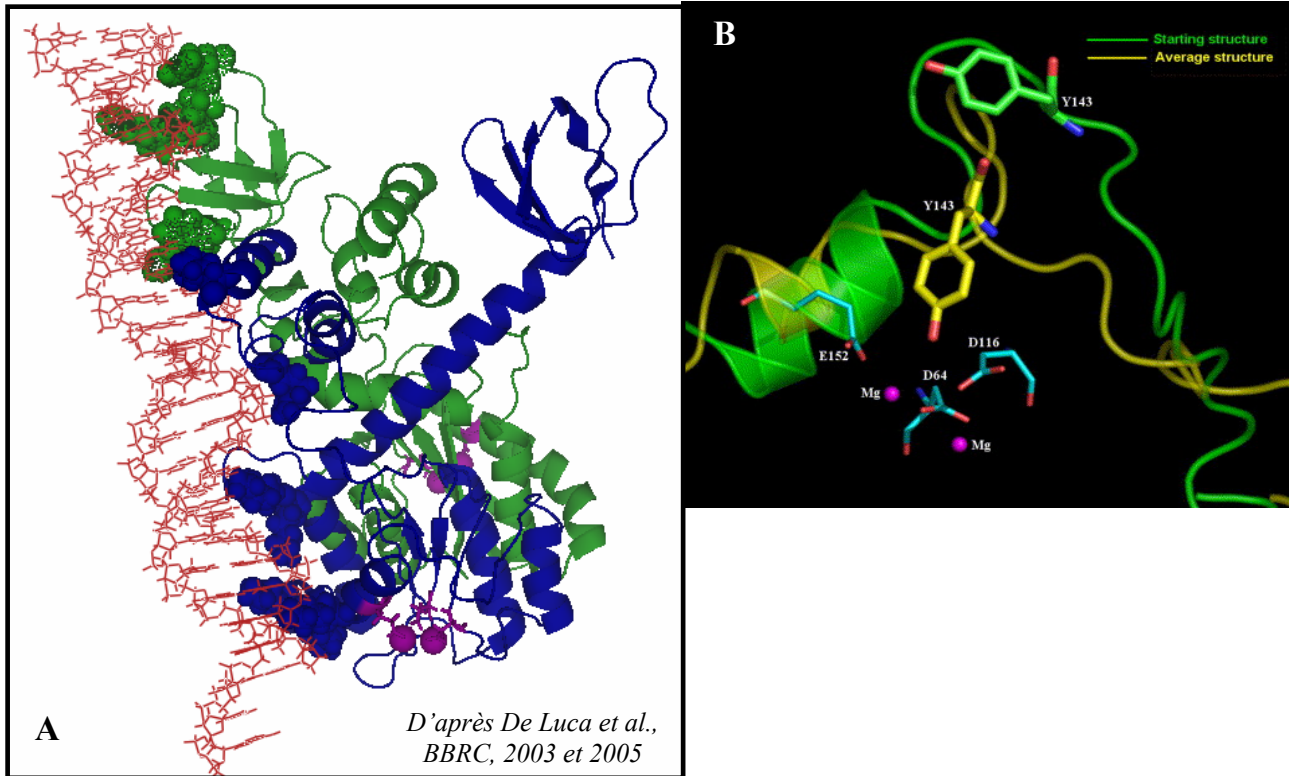 A
D’après De Luca et al.,
BBRC, 2003 et 2005
B
Starting structure
Average structure
Y143
Y143
E152
D116
D64
Mg
Mg